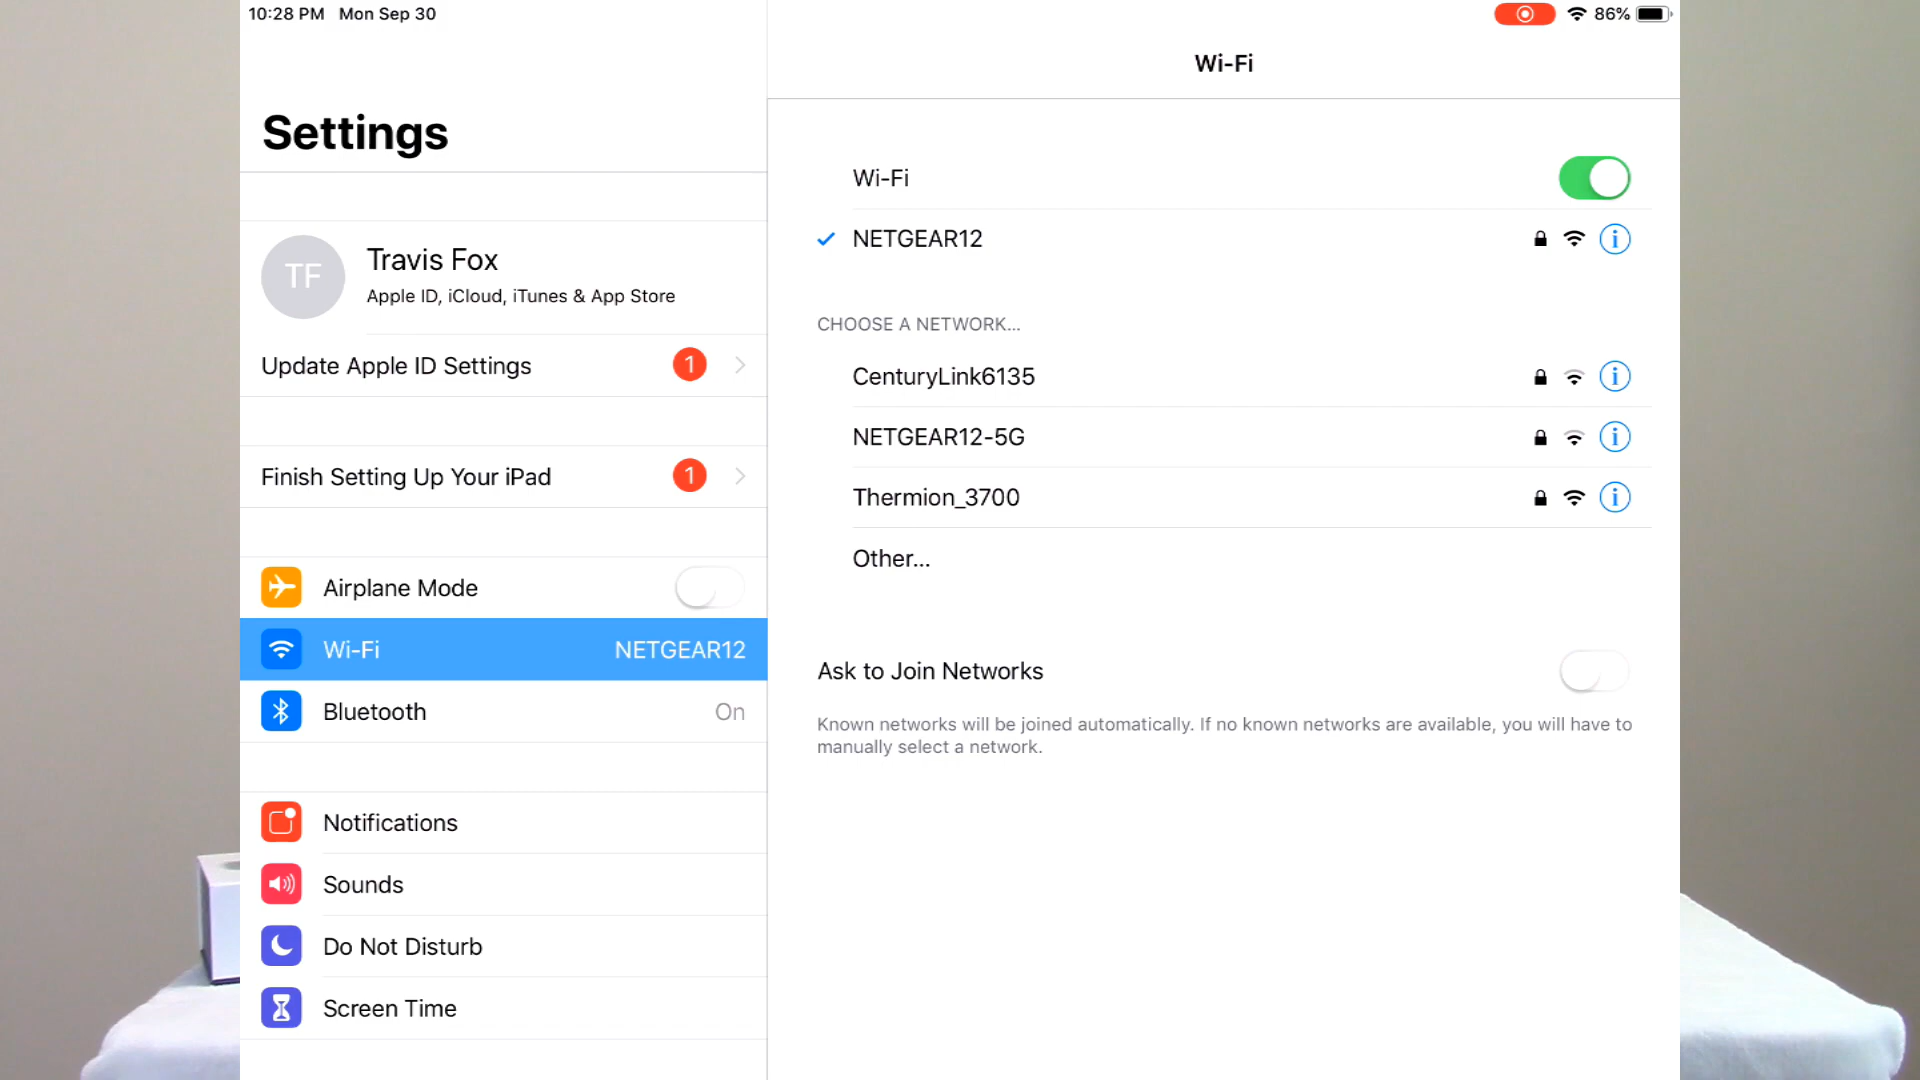 10:28 PM Mon Sep 30
86%
Settings
TF
Travis Fox
Apple ID, iCloud, iTunes & App Store
Update Apple ID Settings 1
Finish Setting Up Your iPad 1
Airplane Mode
Wi-Fi NETGEAR12
Bluetooth On
Notifications
Sounds
Do Not Disturb
Screen Time
Wi-Fi
Wi-Fi
NETGEAR12
CHOOSE A NETWORK...
CenturyLink6135
NETGEAR12-5G
Thermion_3700
Other...
Ask to Join Networks
Known networks will be joined automatically. If no known networks are available, you will have to
manually select a network.